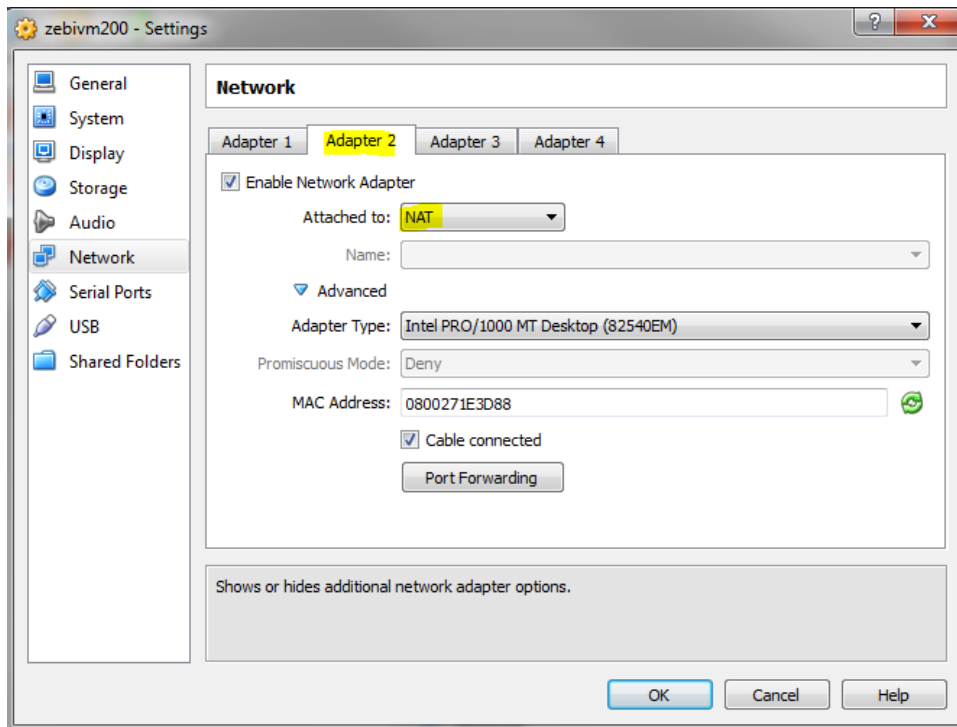 zebivm200 - Settings
General
System
Display
Storage
Audio
Network
Serial Ports
USB
Shared Folders
Network
Adapter 1 Adapter 2 Adapter 3 Adapter 4
Enable Network Adapter
Attached to: NAT
Name:
Advanced
Adapter Type: Intel PRO/1000 MT Desktop (82540EM)
Promiscuous Mode: Deny
MAC Address: 0800271E3D88
Cable connected
Port Forwarding
Shows or hides additional network adapter options.
OK Cancel Help